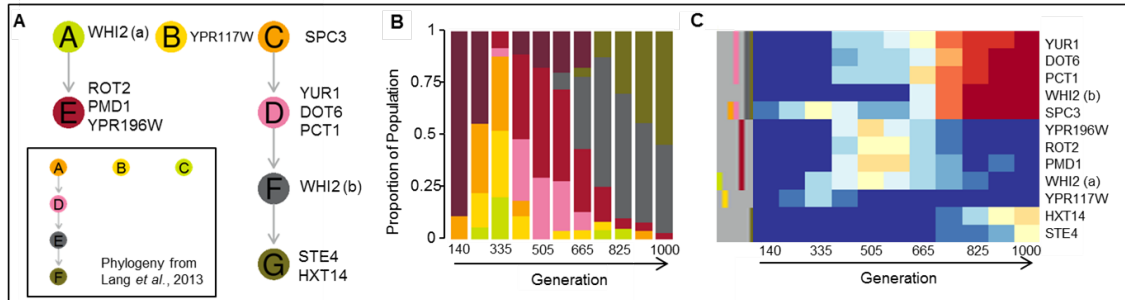 A
A WHI2 (a) B YPR117W C SPC3
E ROT2
PMD1
YPR196W
D YUR1
DOT6
PCT1
F WHI2 (b)
G STE4
HXT14
A B C
D
E
F
Phylogeny from
Lang et al., 2013
B
Proportion of Population
1
0.75
0.5
0.25
0
140 335 505 665 825 1000
Generation
C
YUR1
DOT6
PCT1
WHI2 (b)
SPC3
YPR196W
ROT2
PMD1
WHI2 (a)
YPR117W
HXT14
STE4
140 335 505 665 825 1000
Generation